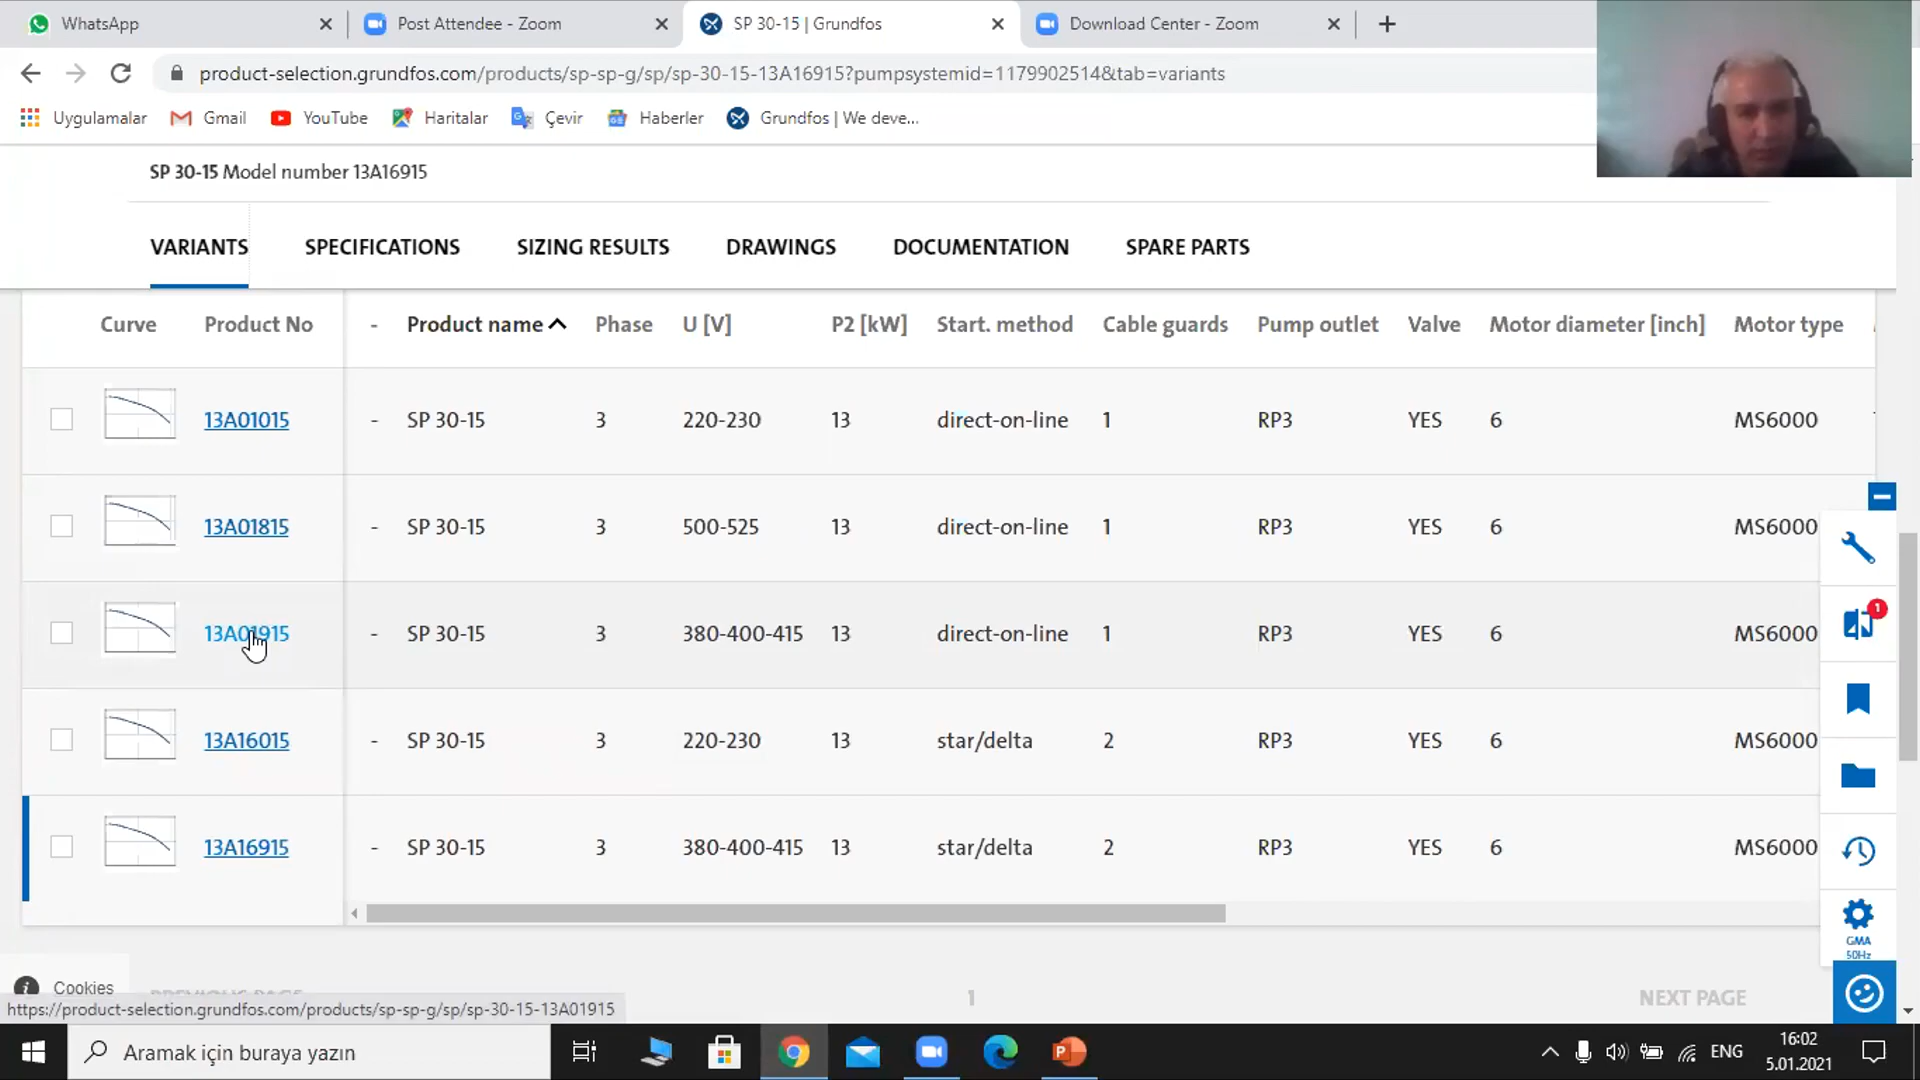 WhatsApp
Post Attendee - Zoom
SP 30-15 | Grundfos
Download Center - Zoom
product-selection.grundfos.com/products/sp-sp-g/sp/sp-30-15-13A16915?pumpsystemid=1179902514&tab=variants
Uygulamalar Gmail YouTube Haritalar Çevir Haberler Grundfos | We deve...
SP 30-15 Model number 13A16915
VARIANTS SPECIFICATIONS SIZING RESULTS DRAWINGS DOCUMENTATION SPARE PARTS
Curve Product No - Product name Phase U [V] P2 [kW] Start. method Cable guards Pump outlet Valve Motor diameter [inch] Motor type
13A01015 - SP 30-15 3 220-230 13 direct-on-line 1 RP3 YES 6 MS6000
13A01815 - SP 30-15 3 500-525 13 direct-on-line 1 RP3 YES 6 MS6000
13A01915 - SP 30-15 3 380-400-415 13 direct-on-line 1 RP3 YES 6 MS6000
13A16015 - SP 30-15 3 220-230 13 star/delta 2 RP3 YES 6 MS6000
13A16915 - SP 30-15 3 380-400-415 13 star/delta 2 RP3 YES 6 MS6000
1
GMA
50Hz
Cookies
PREVIOUS PAGE 1 NEXT PAGE
https://product-selection.grundfos.com/products/sp-sp-g/sp/sp-30-15-13A01915
Aramak için buraya yazın
ENG
16:02
5.01.2021